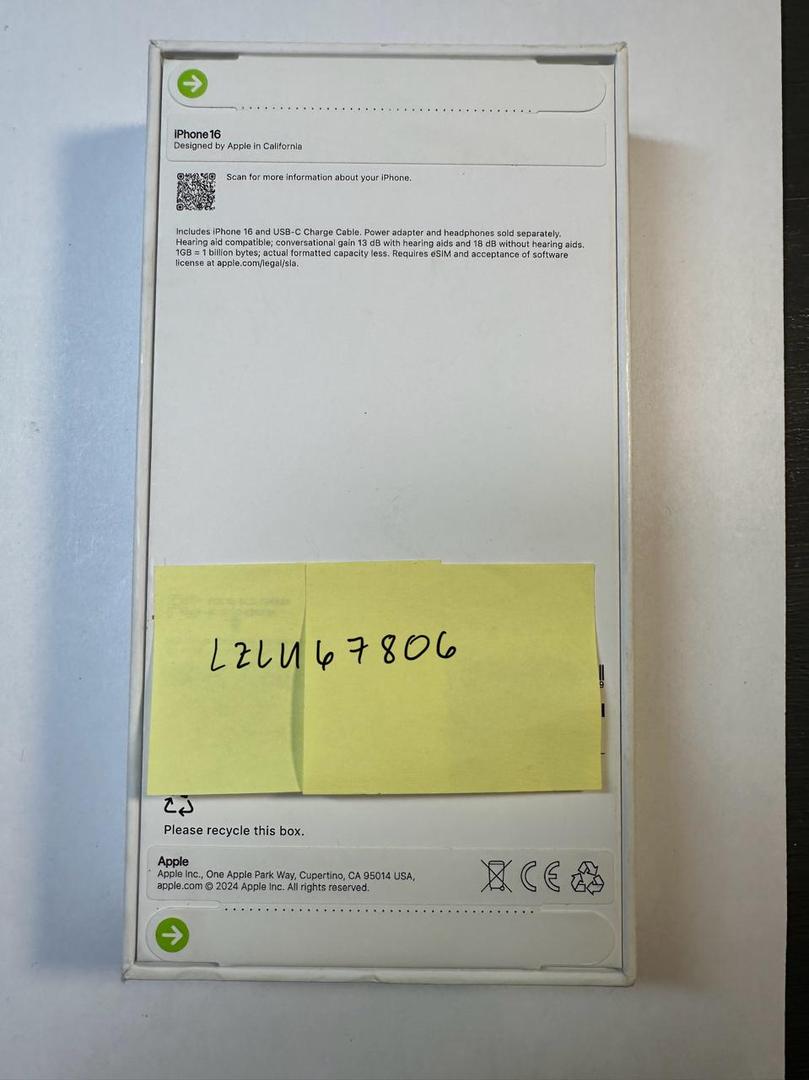 iPhone 16
Designed by Apple in California
Scan for more information about your iPhone.
Includes iPhone 16 and USB-C Charge Cable. Power adapter and headphones sold separately.
Hearing aid compatible; conversational gain 13 dB with hearing aids and 18 dB without hearing aids.
1GB = 1 billion bytes; actual formatted capacity less. Requires eSIM and acceptance of software
license at apple.com/legal/sla.
LZLU67806
Please recycle this box.
Apple
Apple Inc., One Apple Park Way, Cupertino, CA 95014 USA,
apple.com © 2024 Apple Inc. All rights reserved.
CE